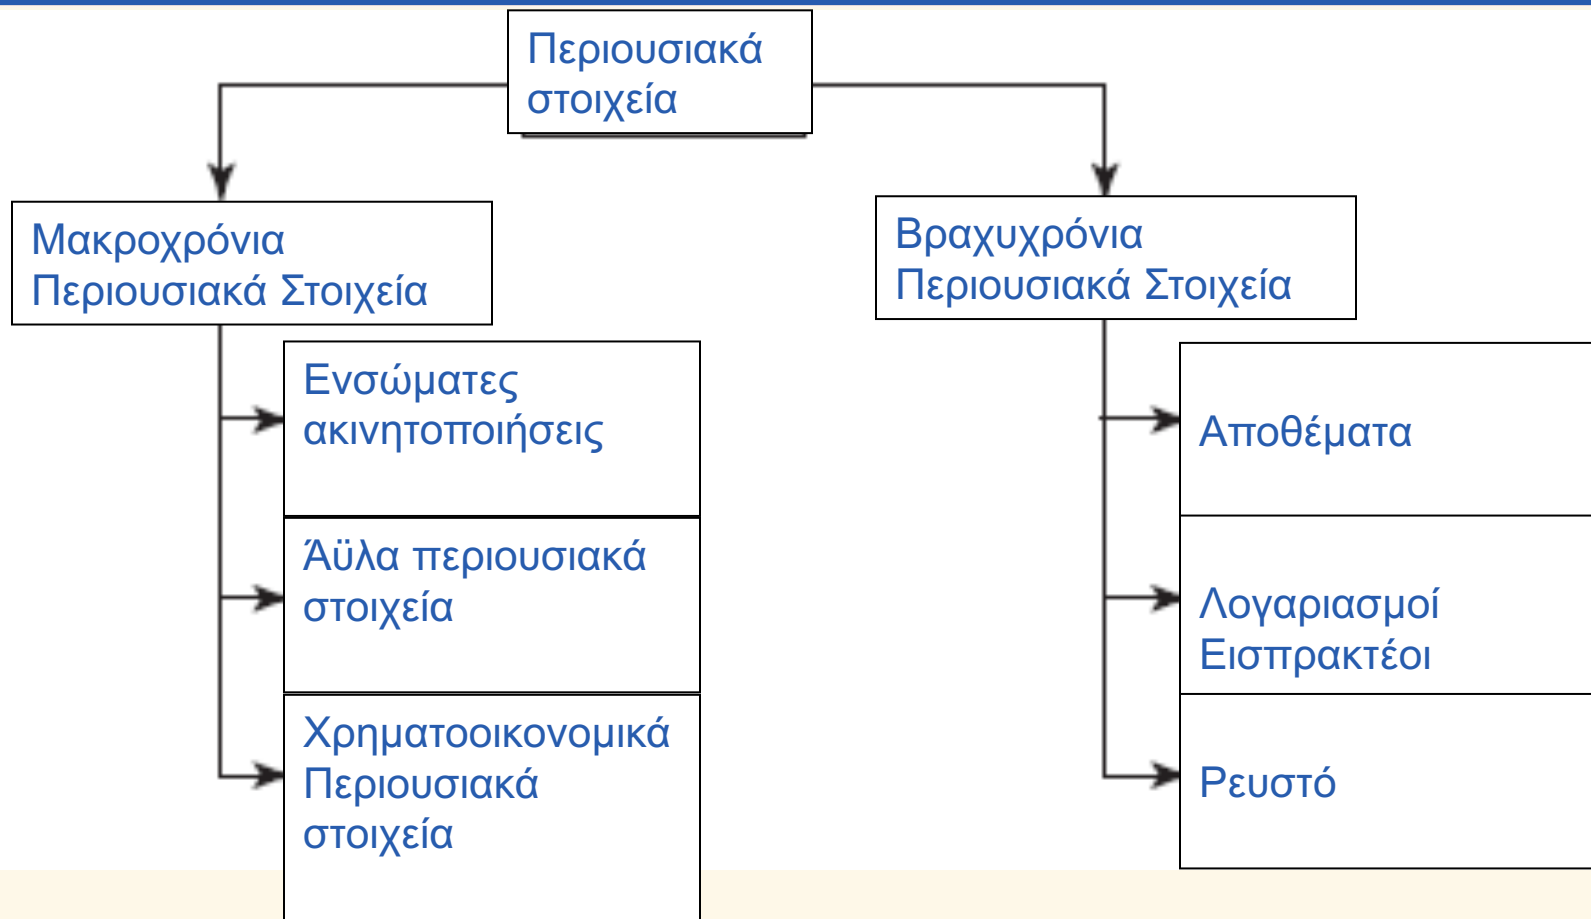 Περιουσιακά
στοιχεία
Μακροχρόνια
Περιουσιακά Στοιχεία
Ενσώματες
ακινητοποιήσεις
Άϋλα περιουσιακά
στοιχεία
Χρηματοοικονομικά
Περιουσιακά
στοιχεία
Βραχυχρόνια
Περιουσιακά Στοιχεία
Αποθέματα
Λογαριασμοί
Εισπρακτέοι
Ρευστό